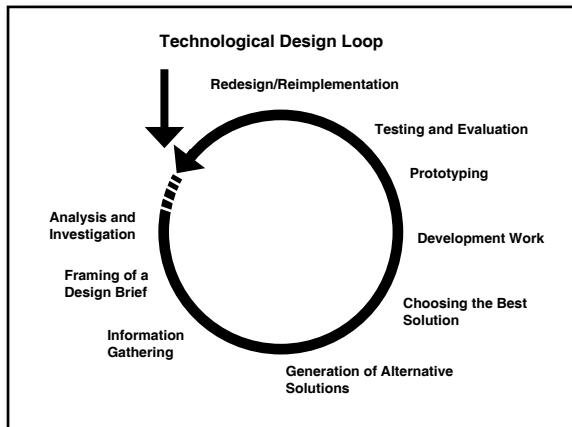 Technological Design Loop
Redesign/Reimplementation
Testing and Evaluation
Prototyping
Development Work
Choosing the Best
Solution
Generation of Alternative
Solutions
Information
Gathering
Framing of a
Design Brief
Analysis and
Investigation